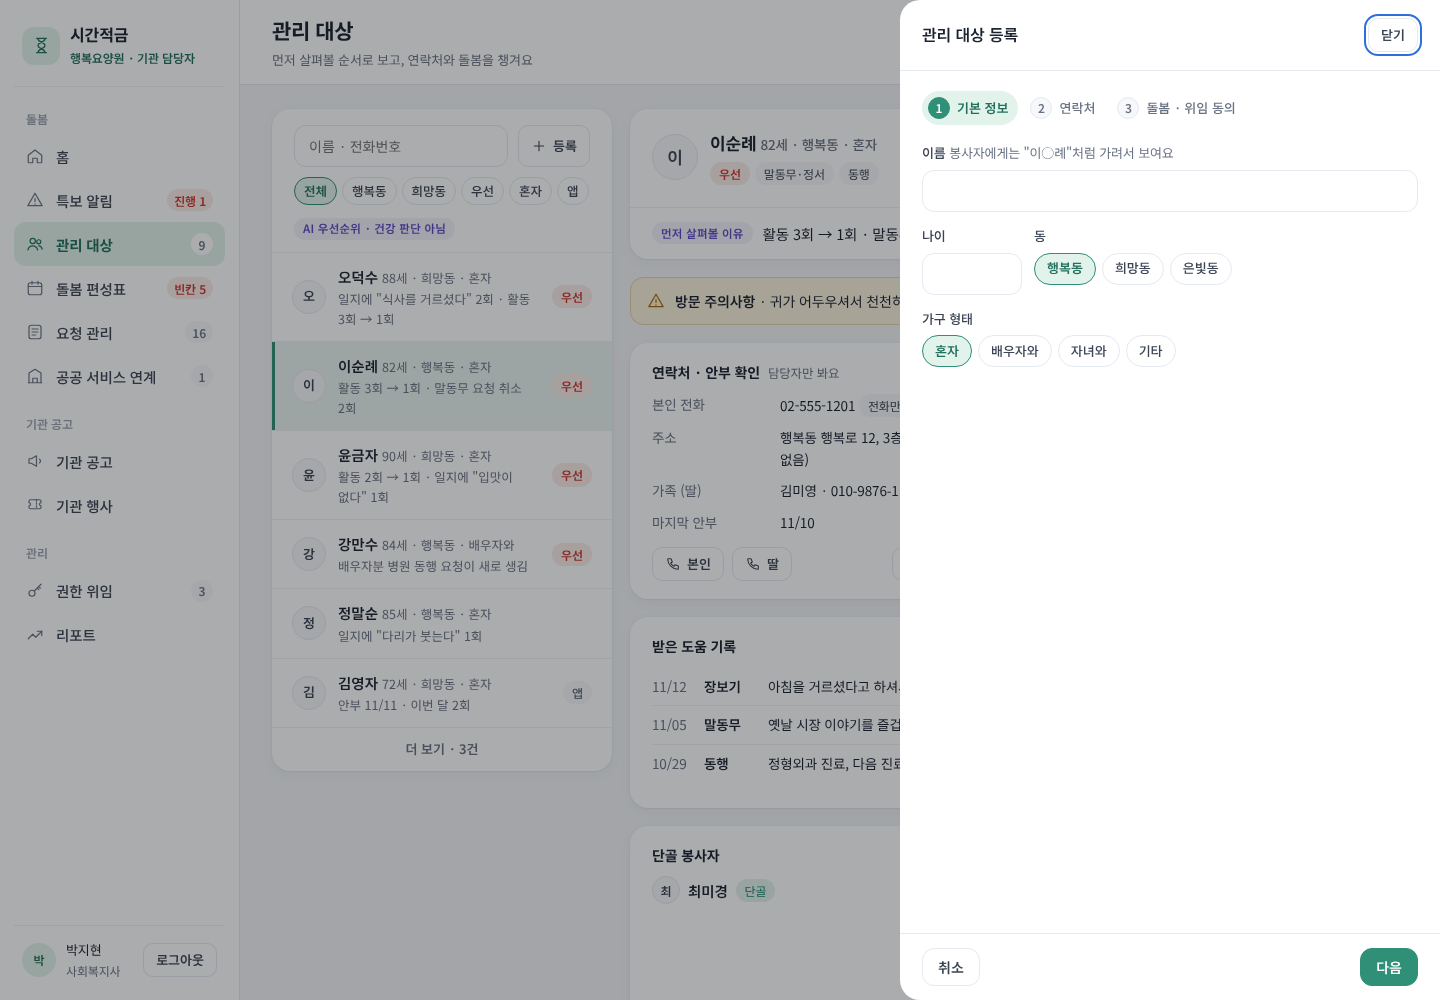 시간적금
행복요양원 · 기관 담당자
돌봄
홈
특보 알림 진행 1
관리 대상 9
돌봄 편성표 빈칸 5
요청 관리 16
공공 서비스 연계 1
기관 공고
기관 공고
기관 행사
관리
권한 위임 3
리포트
박 박지현
사회복지사
로그아웃
관리 대상
먼저 살펴볼 순서로 보고, 연락처와 돌봄을 챙겨요
이름 · 전화번호
등록
전체 행복동 희망동 우선 혼자 앱
AI 우선순위 · 건강 판단 아님
오 오덕수 88세 · 희망동 · 혼자
일지에 "식사를 거르셨다" 2회 · 활동
3회 → 1회
우선
이 이순례 82세 · 행복동 · 혼자
활동 3회 → 1회 · 말동무 요청 취소
2회
우선
윤 윤금자 90세 · 희망동 · 혼자
활동 2회 → 1회 · 일지에 "입맛이
없다" 1회
우선
강 강만수 84세 · 행복동 · 배우자와
배우자분 병원 동행 요청이 새로 생김
우선
정 정말순 85세 · 행복동 · 혼자
일지에 "다리가 붓는다" 1회
김 김영자 72세 · 희망동 · 혼자
안부 11/11 · 이번 달 2회
앱
더 보기 · 3건
이 이순례 82세 · 행복동 · 혼자
우선 말동무·정서 동행
먼저 살펴볼 이유 활동 3회 → 1회 · 말동
방문 주의사항 · 귀가 어두우셔서 천천히
연락처 · 안부 확인 담당자만 봐요
본인 전화 02-555-1201 전화만
주소 행복동 행복로 12, 3층
없음)
가족 (딸) 김미영 · 010-9876-1
마지막 안부 11/10
본인 딸
받은 도움 기록
11/12 장보기 아침을 거르셨다고 하셔
11/05 말동무 옛날 시장 이야기를 즐겁
10/29 동행 정형외과 진료, 다음 진료
단골 봉사자
최 최미경 단골
관리 대상 등록
닫기
1 기본 정보 2 연락처 3 돌봄 · 위임 동의
이름 봉사자에게는 "이○례"처럼 가려서 보여요
나이 동
행복동 희망동 은빛동
가구 형태
혼자 배우자와 자녀와 기타
취소 다음